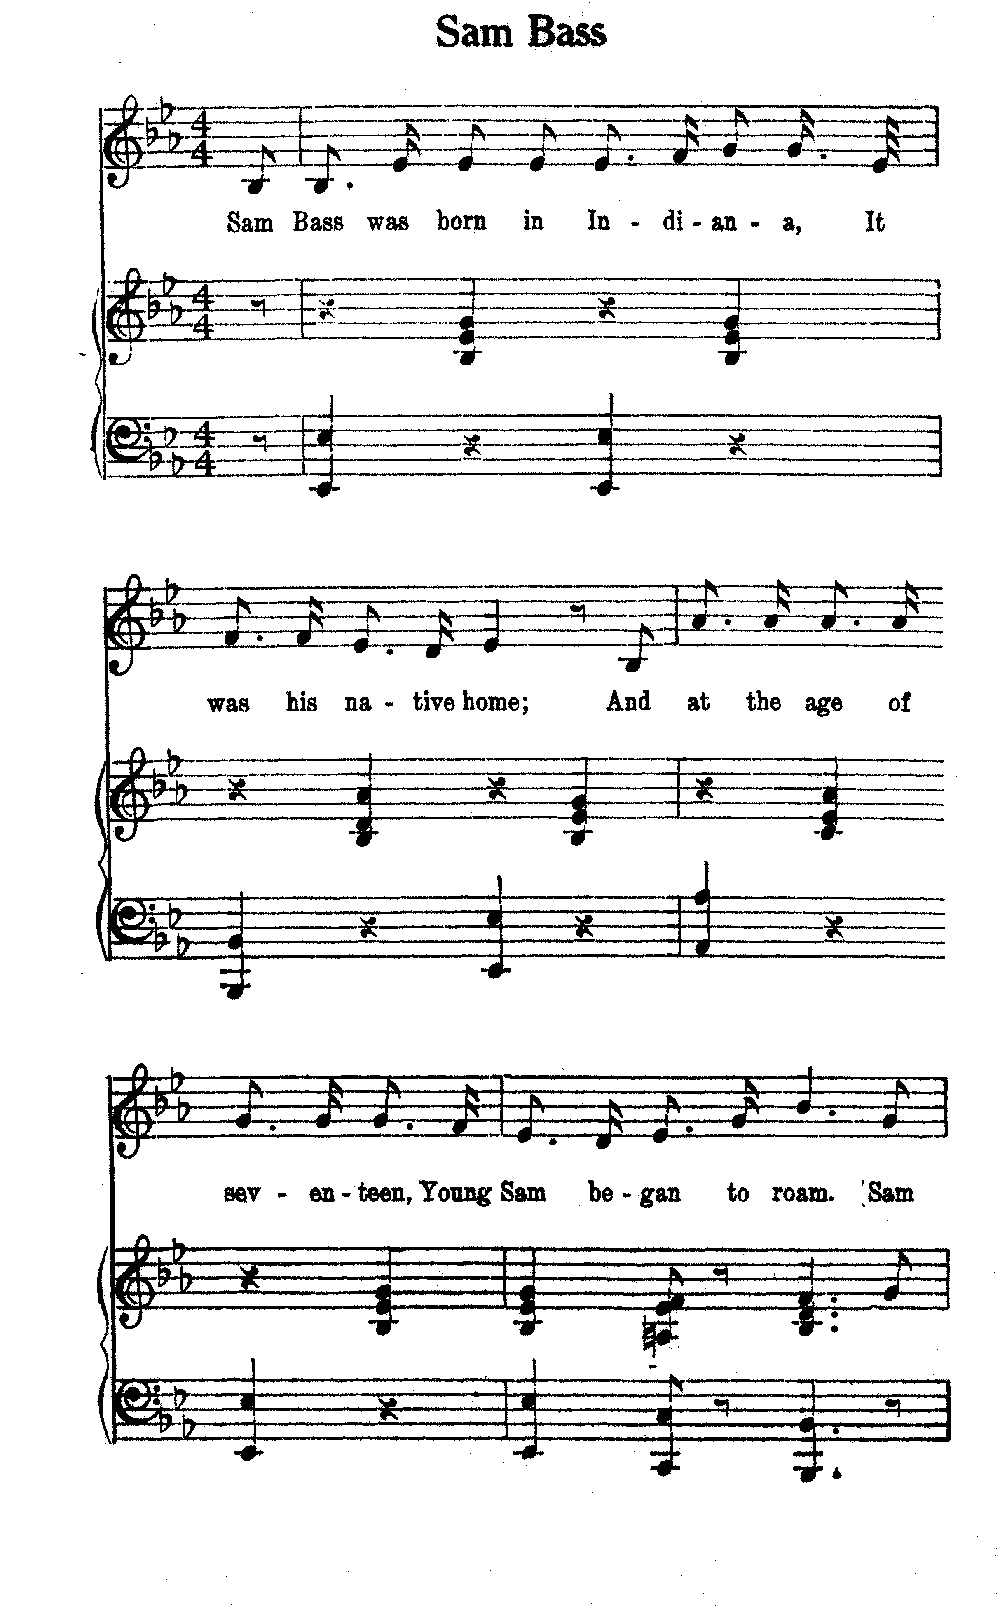 Sam Bass
Sam Bass was born in In - di - an - a, It
was his na - tive home; And at the age of
sev - en - teen, Young Sam be - gan to roam. Sam